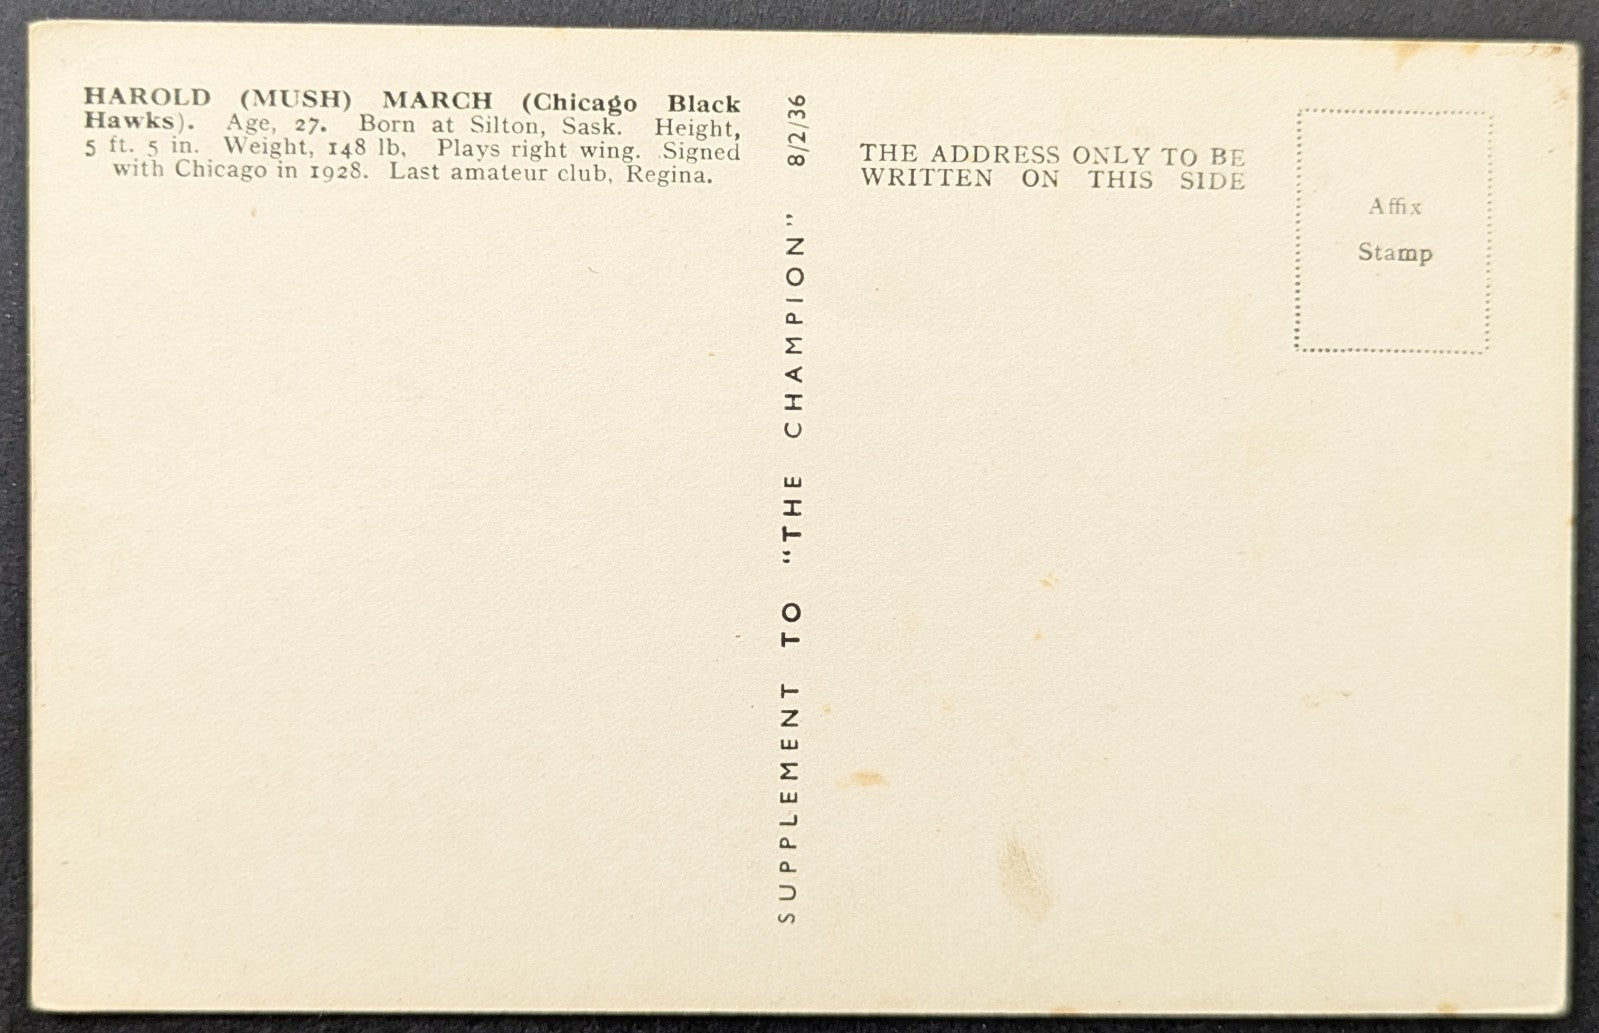 HAROLD (MUSH) MARCH (Chicago Black
Hawks). Age, 27. Born at Silton, Sask. Height,
5 ft. 5 in. Weight, 148 lb. Plays right wing. Signed
with Chicago in 1928. Last amateur club, Regina.
SUPPLEMENT TO "THE CHAMPION" 8/2/36
THE ADDRESS ONLY TO BE
WRITTEN ON THIS SIDE
Affix
Stamp